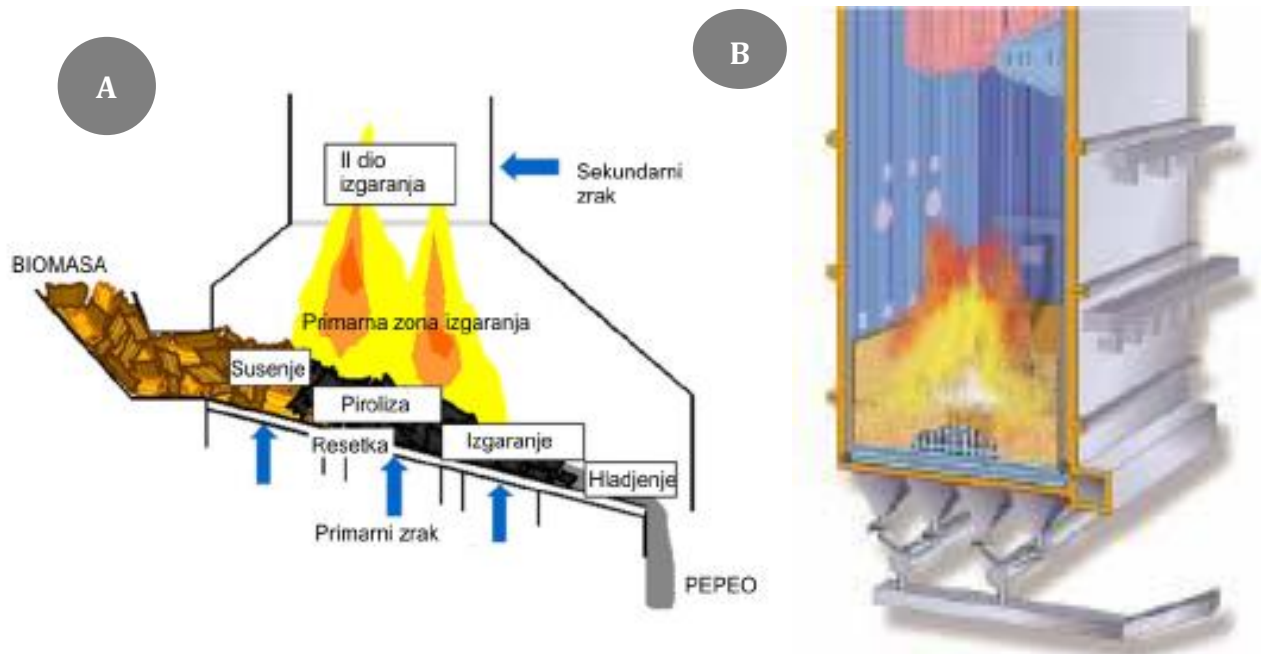 A
B
II dio
izgaranja
Sekundarni
zrak
BIOMASA
Primarna zona izgaranja
Susenje
Piroliza
Resetka
Izgaranje
Hladjenje
Primarni zrak
PEPEO